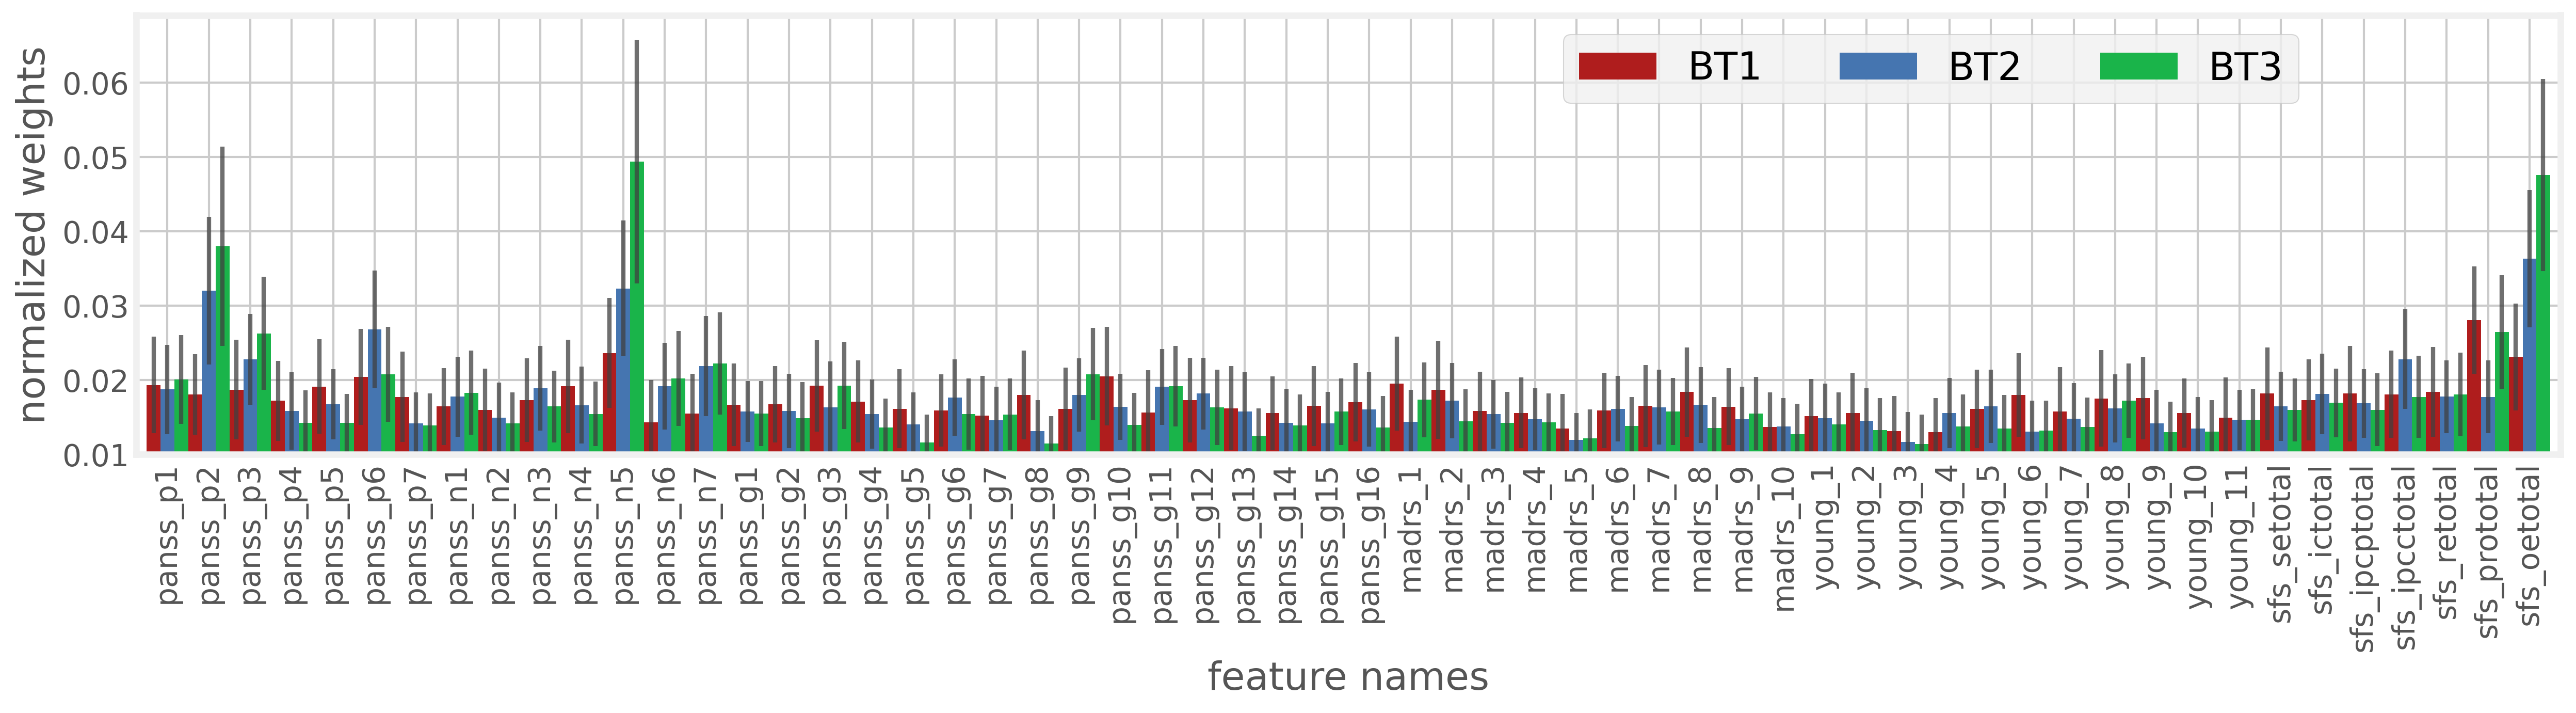 BT1 BT2 BT3
normalized weights
0.06
0.05
0.04
0.03
0.02
0.01
panss_p1
panss_p2
panss_p3
panss_p4
panss_p5
panss_p6
panss_p7
panss_n1
panss_n2
panss_n3
panss_n4
panss_n5
panss_n6
panss_n7
panss_g1
panss_g2
panss_g3
panss_g4
panss_g5
panss_g6
panss_g7
panss_g8
panss_g9
panss_g10
panss_g11
panss_g12
panss_g13
panss_g14
panss_g15
panss_g16
madrs_1
madrs_2
madrs_3
madrs_4
madrs_5
madrs_6
madrs_7
madrs_8
madrs_9
madrs_10
young_1
young_2
young_3
young_4
young_5
young_6
young_7
young_8
young_9
young_10
young_11
sfs_setotal
sfs_ictotal
sfs_ipcptotal
sfs_ipcctotal
sfs_retotal
sfs_prototal
sfs_oetotal
feature names